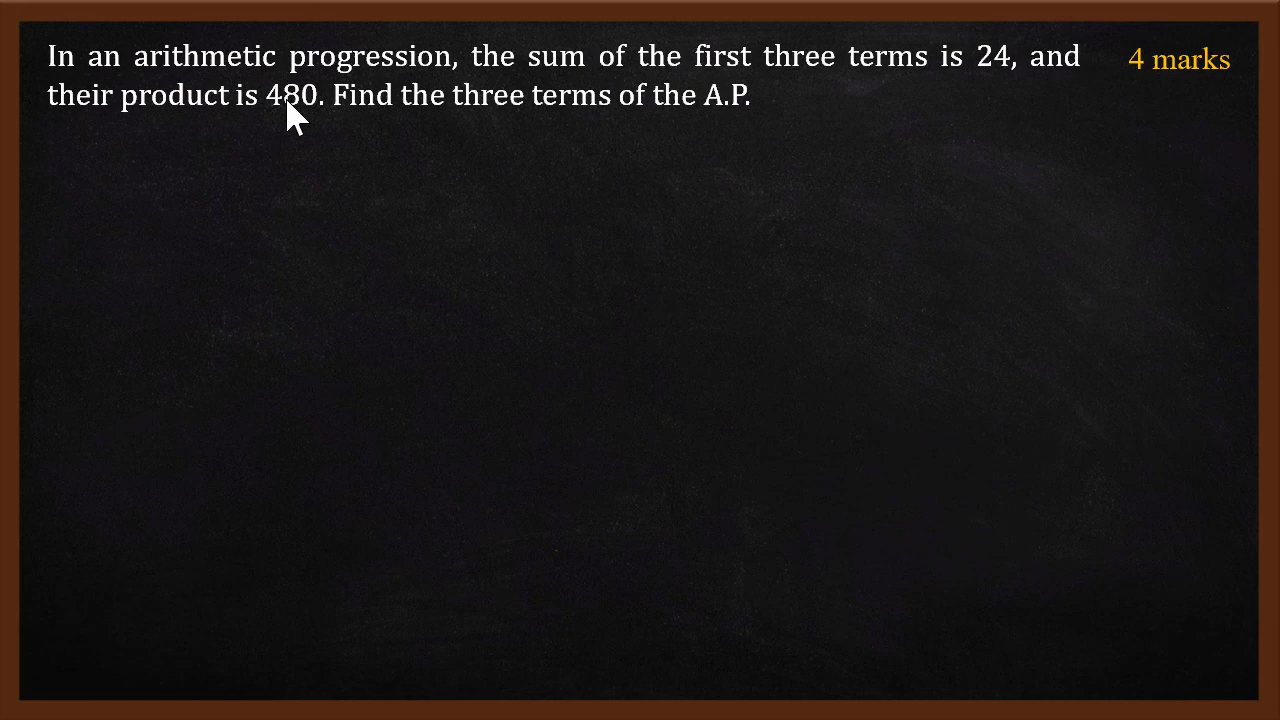 In an arithmetic progression, the sum of the first three terms is 24, and
their product is 480. Find the three terms of the A.P.
4 marks